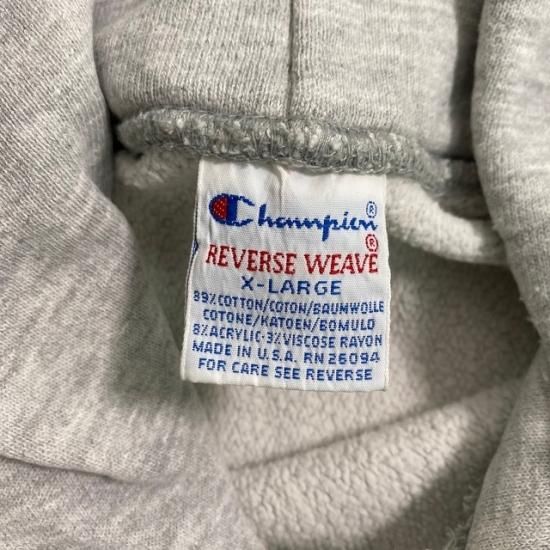 Champion®
REVERSE WEAVE®
X-LARGE
89% COTTON/COTON/BAUMWOLLE
COTONE/KATOEN/BOMULD
8% ACRYLIC·3% VISCOSE RAYON
MADE IN U.S.A. RN 26094
FOR CARE SEE REVERSE